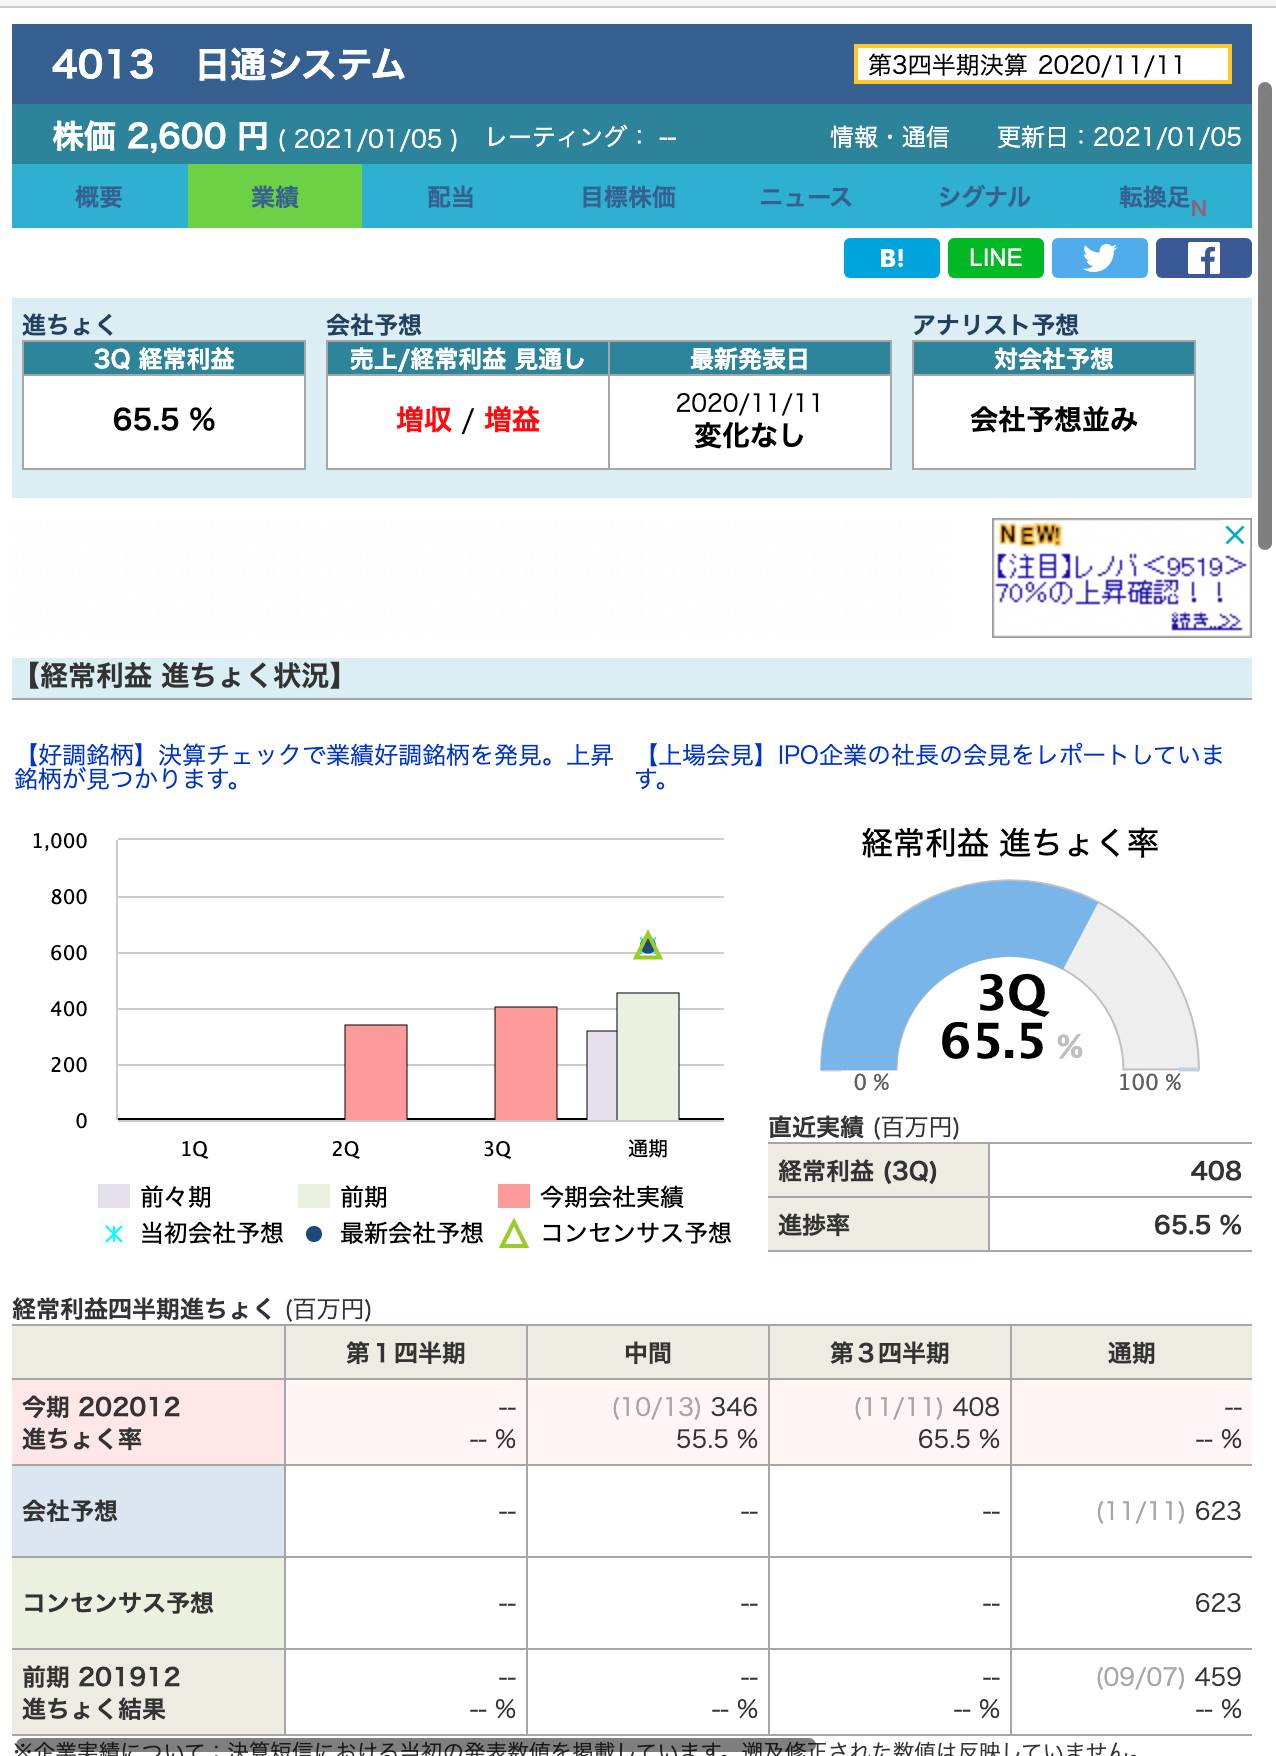 4013 日通システム
第3四半期決算 2020/11/11
株価 2,600 円 ( 2021/01/05 ) レーティング： --
情報・通信 更新日：2021/01/05
概要 業績 配当 目標株価 ニュース シグナル 転換足N
B! LINE
進ちょく 会社予想 アナリスト予想
3Q 経常利益 売上/経常利益 見通し 最新発表日 対会社予想
65.5 % 増収 / 増益 2020/11/11 会社予想並み
変化なし
NEW!
【注目】レノバ<9519>
70%の上昇確認！！
続き..>>
【経常利益 進ちょく状況】
【好調銘柄】決算チェックで業績好調銘柄を発見。上昇
銘柄が見つかります。
【上場会見】IPO企業の社長の会見をレポートしていま
す。
1,000
800
600
400
200
0
1Q 2Q 3Q 通期
前々期 前期 今期会社実績
当初会社予想 最新会社予想 コンセンサス予想
経常利益 進ちょく率
3Q
65.5 %
0 % 100 %
直近実績 (百万円)
経常利益 (3Q) 408
進捗率 65.5 %
経常利益四半期進ちょく (百万円)
第１四半期 中間 第３四半期 通期
今期 202012 -- (10/13) 346 (11/11) 408 --
進ちょく率 -- % 55.5 % 65.5 % -- %
会社予想 -- -- -- (11/11) 623
コンセンサス予想 -- -- -- 623
前期 201912 -- -- -- (09/07) 459
進ちょく結果 -- % -- % -- % -- %
※企業実績について：決算短信における当初の発表数値を掲載しています。遡及修正された数値は反映していません。